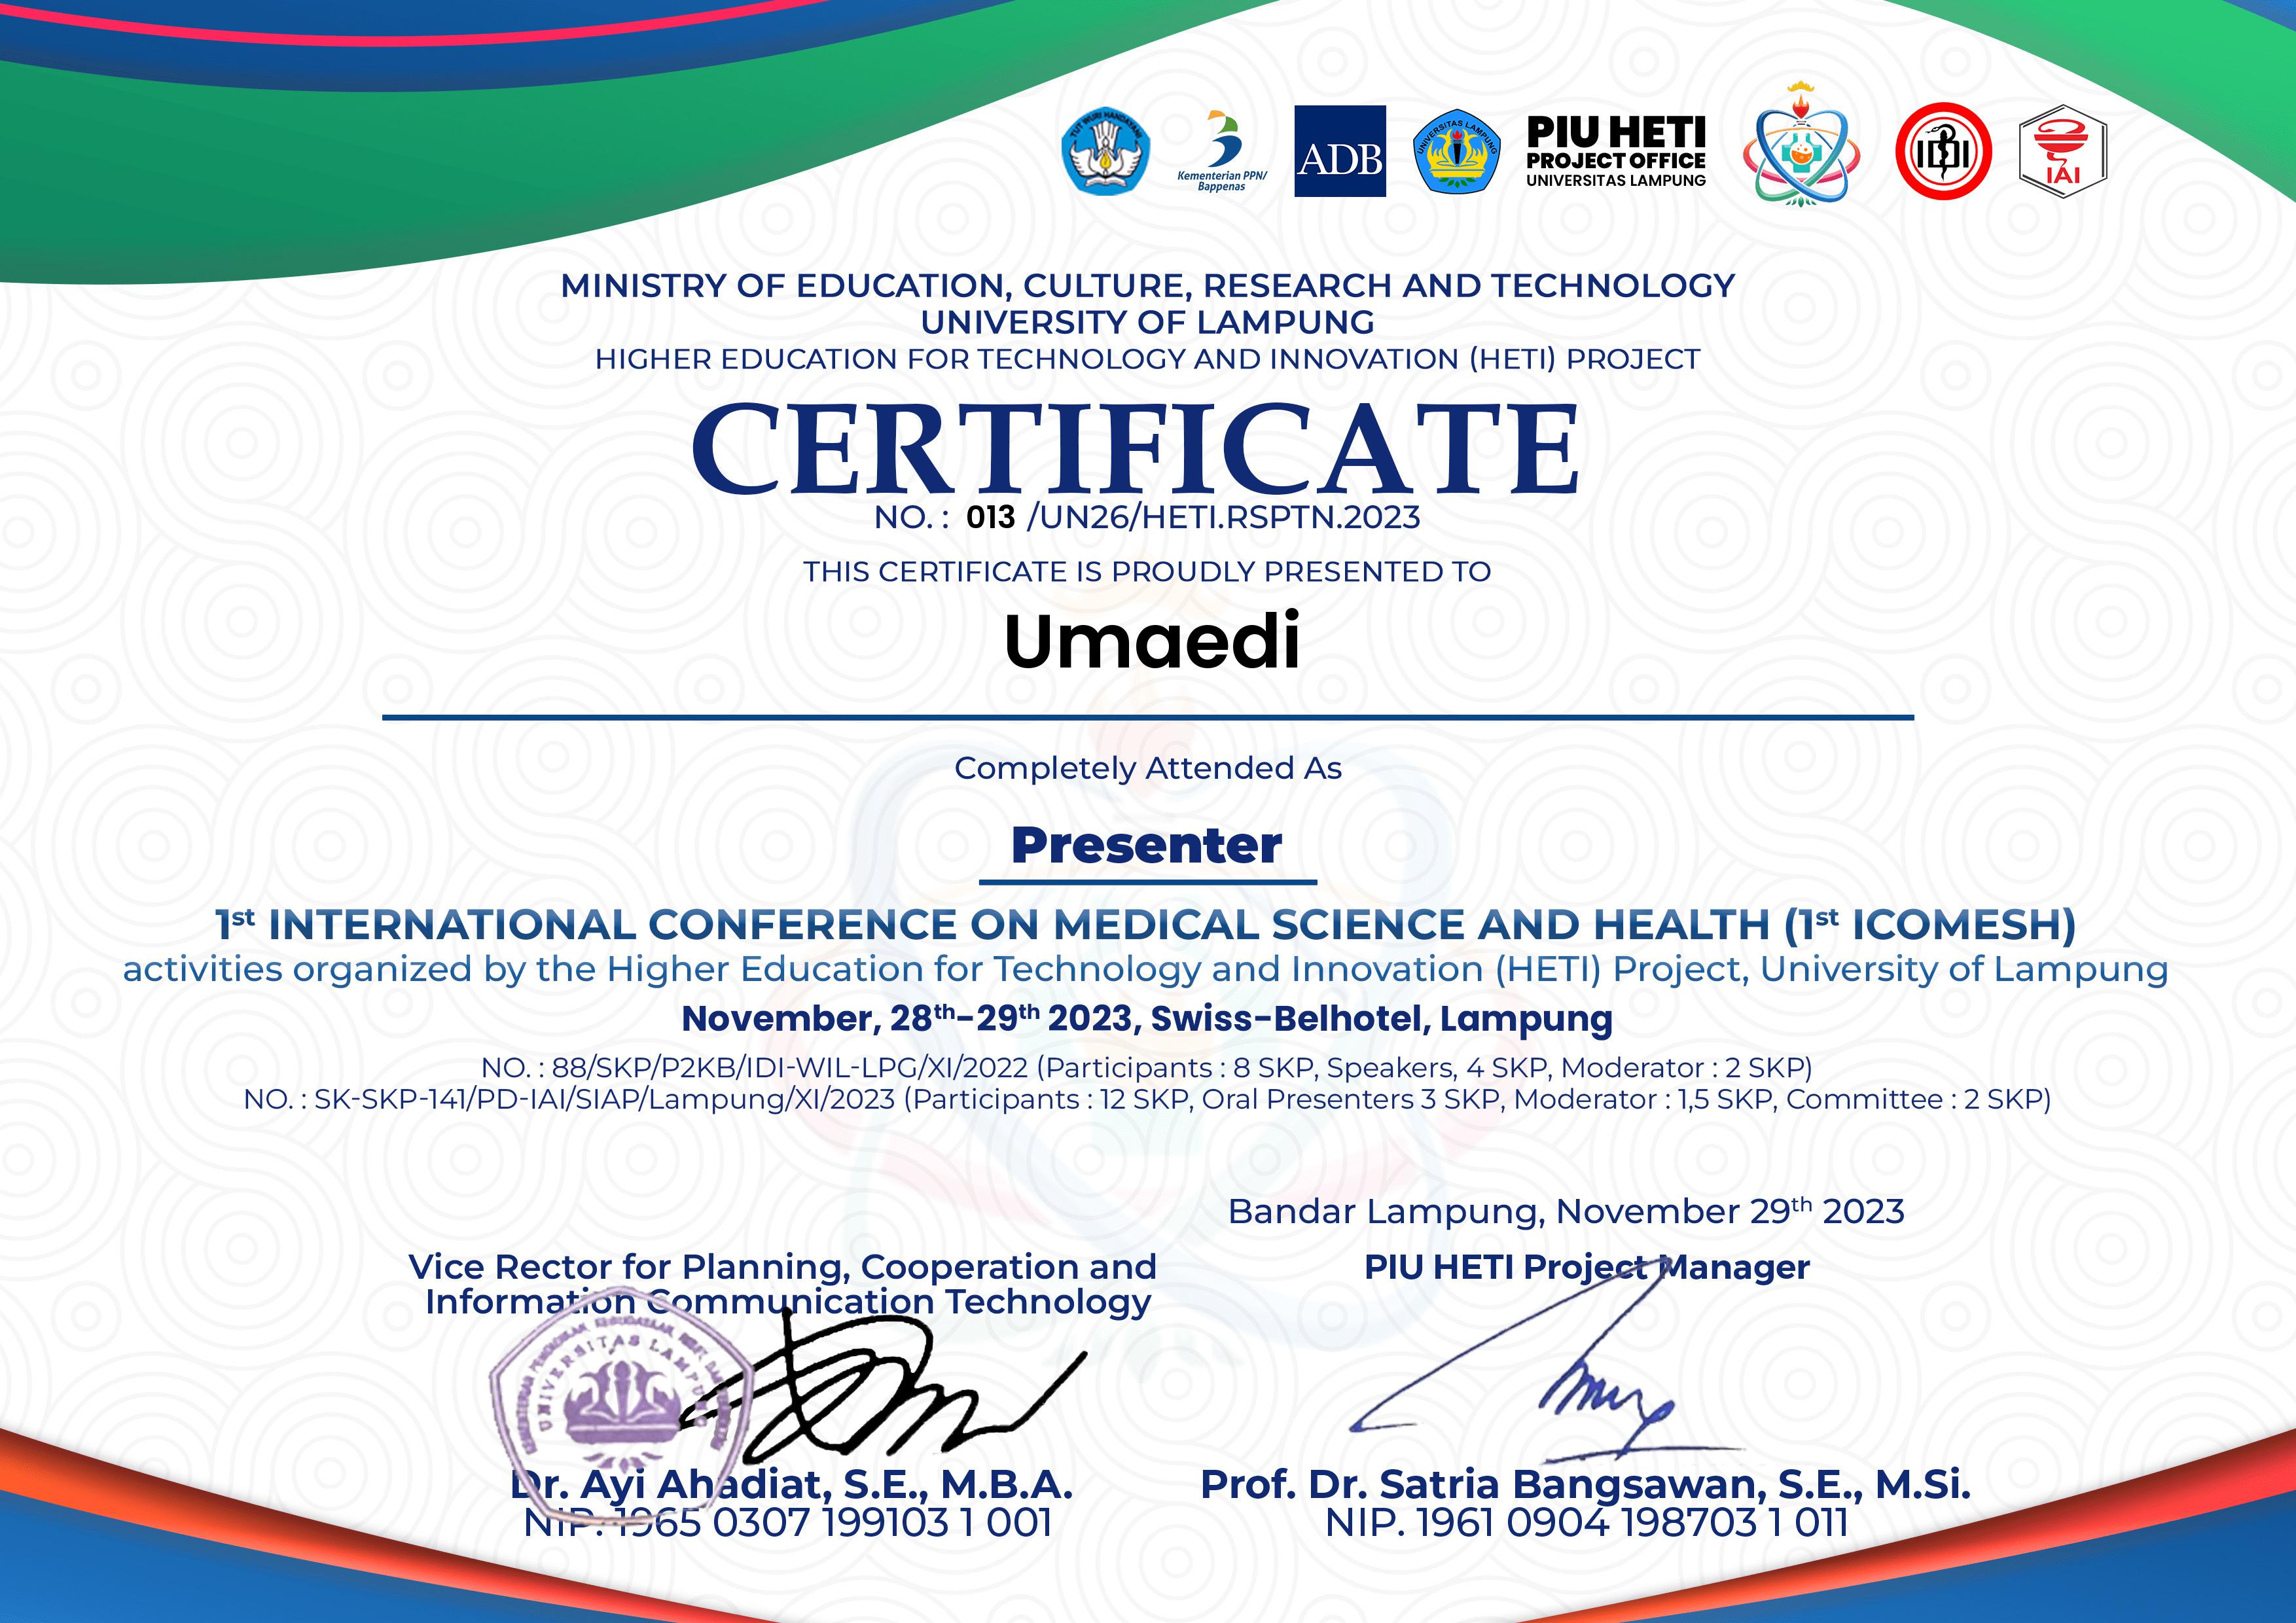 TUT WURI HANDAYANI
Kementerian PPN/
Bappenas
ADB
UNIVERSITAS LAMPUNG
PIU HETI
PROJECT OFFICE
UNIVERSITAS LAMPUNG
IDI
IAI
MINISTRY OF EDUCATION, CULTURE, RESEARCH AND TECHNOLOGY
UNIVERSITY OF LAMPUNG
HIGHER EDUCATION FOR TECHNOLOGY AND INNOVATION (HETI) PROJECT
CERTIFICATE
NO. : 013 /UN26/HETI.RSPTN.2023
THIS CERTIFICATE IS PROUDLY PRESENTED TO
Umaedi
Completely Attended As
Presenter
1st INTERNATIONAL CONFERENCE ON MEDICAL SCIENCE AND HEALTH (1st ICOMESH)
activities organized by the Higher Education for Technology and Innovation (HETI) Project, University of Lampung
November, 28th-29th 2023, Swiss-Belhotel, Lampung
NO. : 88/SKP/P2KB/IDI-WIL-LPG/XI/2022 (Participants : 8 SKP, Speakers, 4 SKP, Moderator : 2 SKP)
NO. : SK-SKP-141/PD-IAI/SIAP/Lampung/XI/2023 (Participants : 12 SKP, Oral Presenters 3 SKP, Moderator : 1,5 SKP, Committee : 2 SKP)
Bandar Lampung, November 29th 2023
Vice Rector for Planning, Cooperation and
Information Communication Technology
PIU HETI Project Manager
UNIVERSITAS LAMPUNG
Dr. Ayi Ahadiat, S.E., M.B.A.
NIP. 1965 0307 199103 1 001
Prof. Dr. Satria Bangsawan, S.E., M.Si.
NIP. 1961 0904 198703 1 011